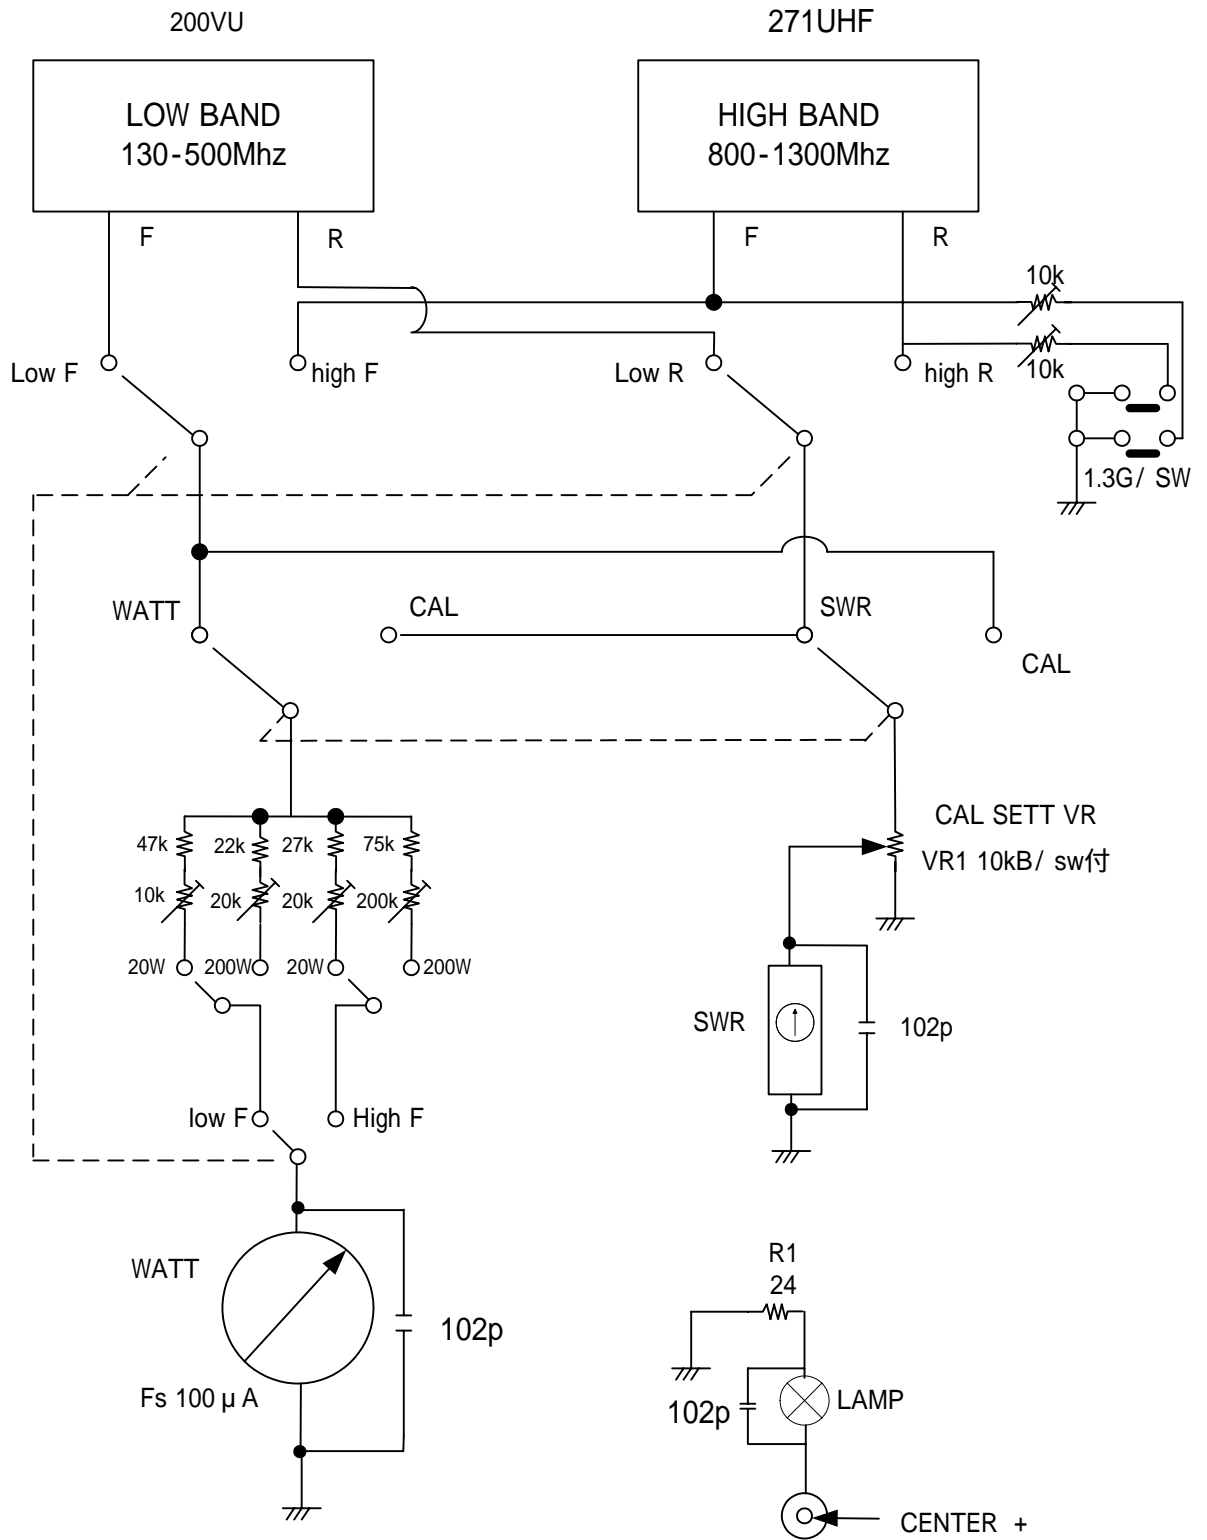 200VU
271UHF
LOW BAND
130-500Mhz
HIGH BAND
800-1300Mhz
F
R
F
R
10k
10k
Low F
high F
Low R
high R
1.3G/ SW
WATT
CAL
SWR
CAL
47k
22k
27k
75k
10k
20k
20k
200k
20W
200W
20W
200W
CAL SETT VR
VR1 10kB/ sw付
SWR
102p
low F
High F
WATT
102p
Fs 100 µ A
R1
24
102p
LAMP
CENTER +